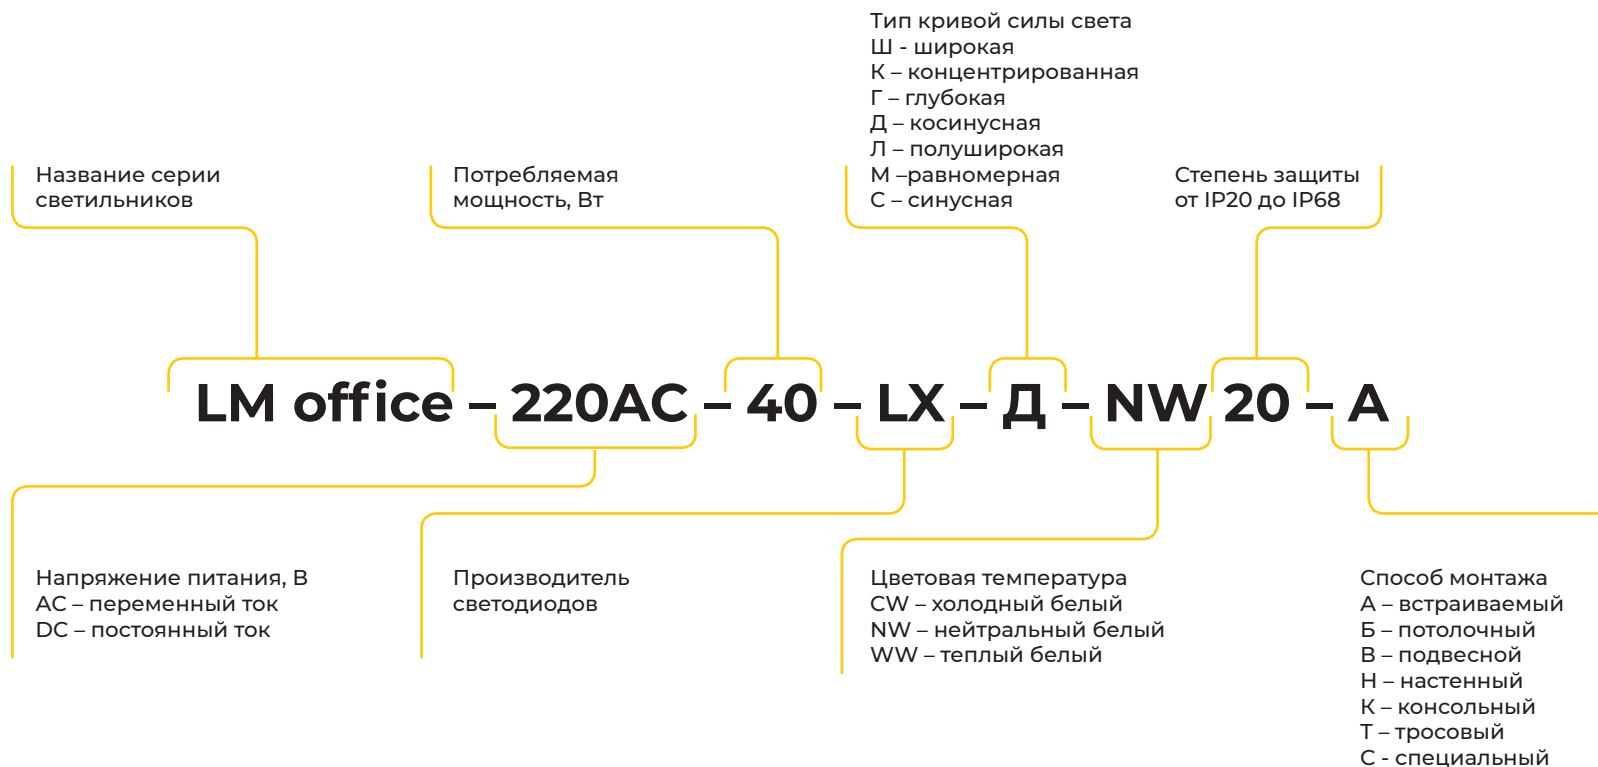 Тип кривой силы света
Ш - широкая
К – концентрированная
Г – глубокая
Д – косинусная
Л – полуширокая
М –равномерная
С – синусная
Название серии
светильников
Потребляемая
мощность, Вт
Степень защиты
от IP20 до IP68
LM office – 220AC – 40 – LX – Д – NW 20 – А
Напряжение питания, В
AC – переменный ток
DC – постоянный ток
Производитель
светодиодов
Цветовая температура
CW – холодный белый
NW – нейтральный белый
WW – теплый белый
Способ монтажа
А – встраиваемый
Б – потолочный
В – подвесной
Н – настенный
К – консольный
Т – тросовый
С - специальный